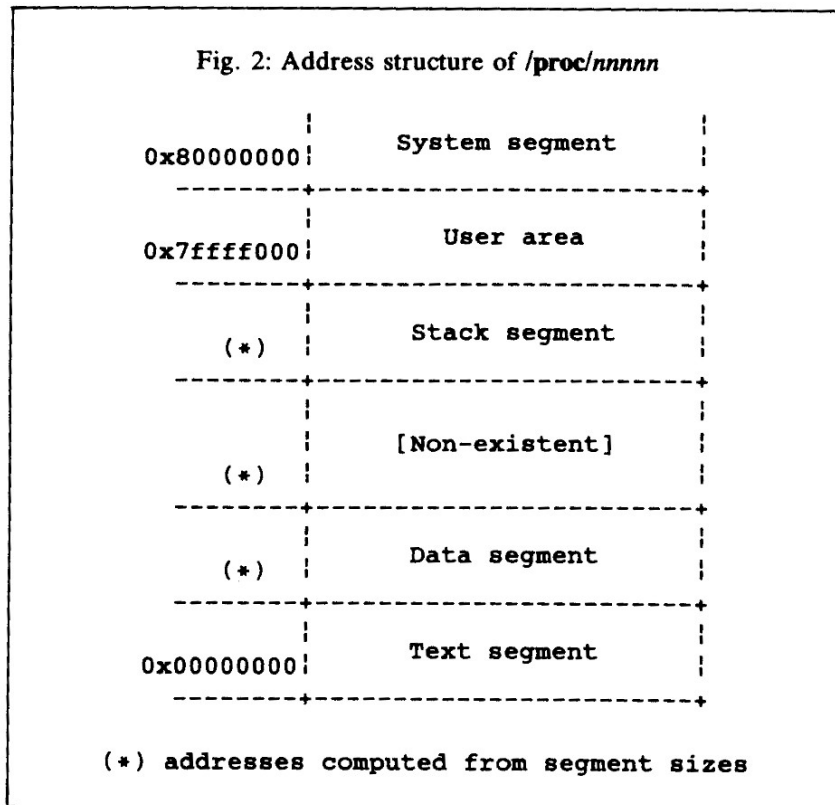 Fig. 2: Address structure of /proc/nnnnn
System segment
0x80000000
User area
0x7ffff000
Stack segment
(*)
[Non-existent]
(*)
Data segment
(*)
Text segment
0x00000000
(*) addresses computed from segment sizes